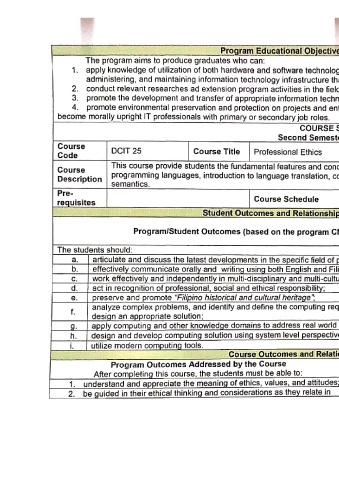 Program Educational Objective
The program aims to produce graduates who can:
1. apply knowledge of utilization of both hardware and software technolog
administering, and maintaining information technology infrastructure th
2. conduct relevant researches ad extension program activities in the field
3. promote the development and transfer of appropriate information techn
4. promote environmental preservation and protection on projects and ent
become morally upright IT professionals with primary or secondary job roles.
COURSE S
Second Semeste
Course Code DCIT 25 Course Title Professional Ethics
Course Description This course provide students the fundamental features and conc
programming languages, introduction to language translation, co
semantics.
Pre-requisites Course Schedule
Student Outcomes and Relationship
Program/Student Outcomes (based on the program CM
The students should:
a. articulate and discuss the latest developments in the specific field of p
b. effectively communicate orally and writing using both English and Fili
c. work effectively and independently in multi-disciplinary and multi-cultu
d. act in recognition of professional, social and ethical responsibility;
e. preserve and promote "Filipino historical and cultural heritage";
f. analyze complex problems, and identify and define the computing req
design an appropriate solution;
g. apply computing and other knowledge domains to address real world
h. design and develop computing solution using system level perspective
i. utilize modern computing tools.
Course Outcomes and Relatio
Program Outcomes Addressed by the Course
After completing this course, the students must be able to:
1. understand and appreciate the meaning of ethics, values, and attitudes;
2. be guided in their ethical thinking and considerations as they relate in